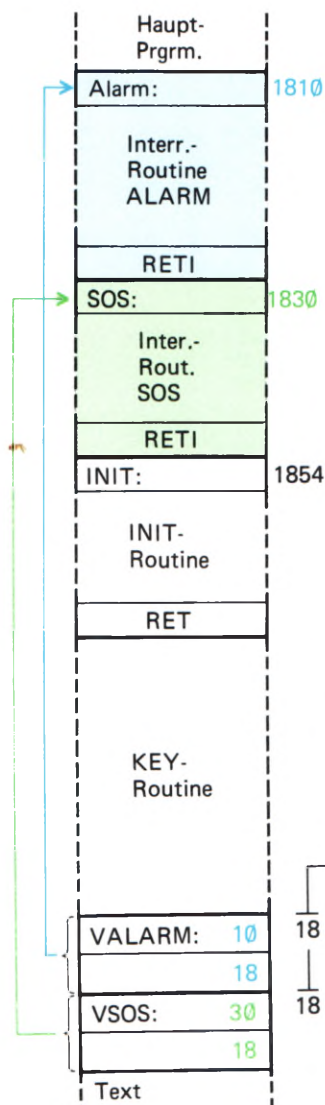 Haupt-
Prgrm.
Alarm: 1810
Interr.-
Routine
ALARM
RETI
SOS: 1830
Inter.-
Rout.
SOS
RETI
INIT: 1854
INIT-
Routine
RET
KEY-
Routine
VALARM: 10 18
18
VSOS: 30 18
18
Text